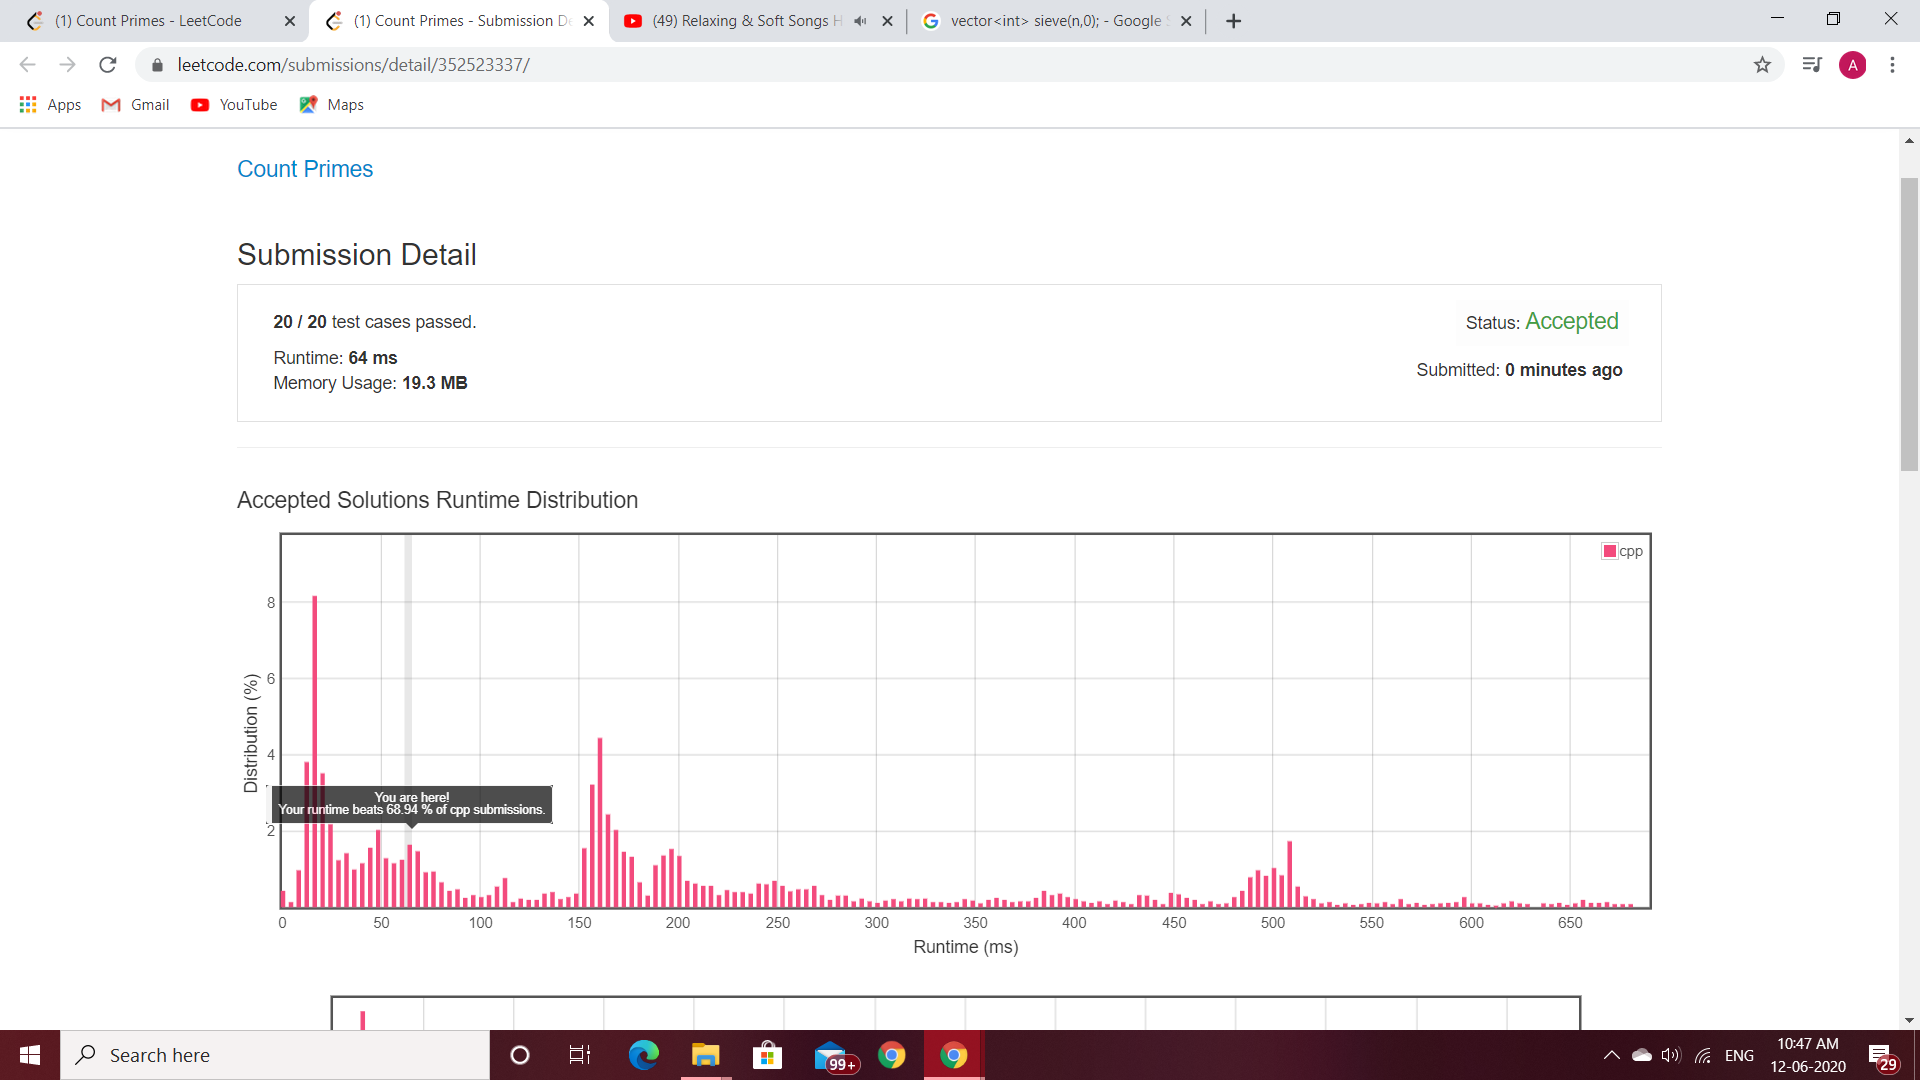 (1) Count Primes - LeetCode
(1) Count Primes - Submission De
(49) Relaxing & Soft Songs H
vector<int> sieve(n,0); - Google S
leetcode.com/submissions/detail/352523337/
A
Apps
Gmail
YouTube
Maps
Count Primes
Submission Detail
20 / 20 test cases passed.
Status: Accepted
Runtime: 64 ms
Memory Usage: 19.3 MB
Submitted: 0 minutes ago
Accepted Solutions Runtime Distribution
cpp
8
6
4
2
Distribution (%)
You are here!
Your runtime beats 68.94 % of cpp submissions.
0 50 100 150 200 250 300 350 400 450 500 550 600 650
Runtime (ms)
Search here
99+
ENG
10:47 AM
12-06-2020
29